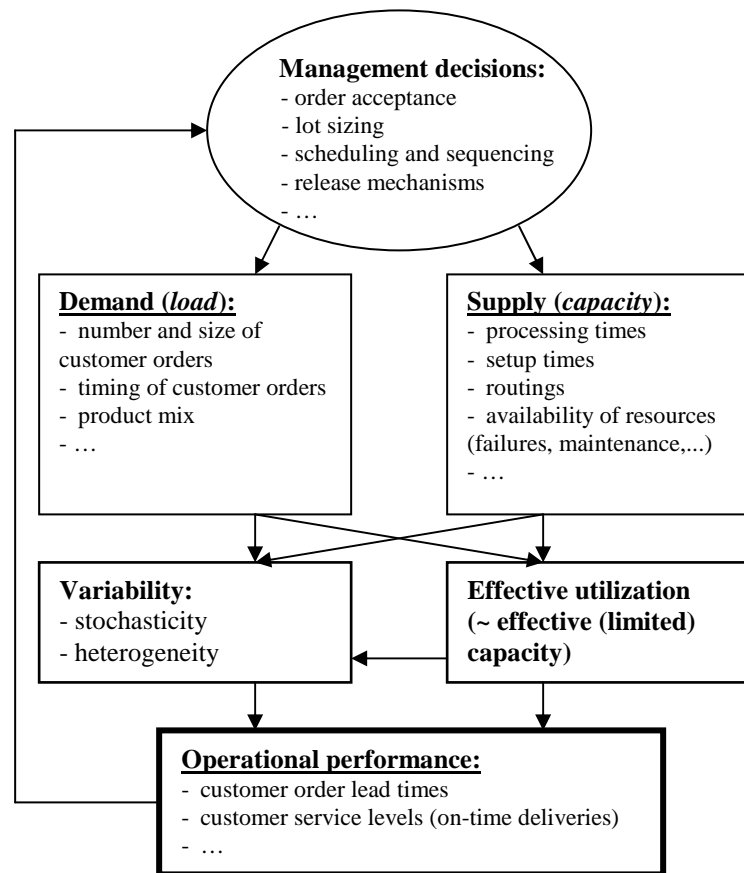 Management decisions:
- order acceptance
- lot sizing
- scheduling and sequencing
- release mechanisms
- …
Demand (load):
- number and size of
customer orders
- timing of customer orders
- product mix
- …
Supply (capacity):
- processing times
- setup times
- routings
- availability of resources
(failures, maintenance,...)
- …
Variability:
- stochasticity
- heterogeneity
Effective utilization
(~ effective (limited)
capacity)
Operational performance:
- customer order lead times
- customer service levels (on-time deliveries)
- …